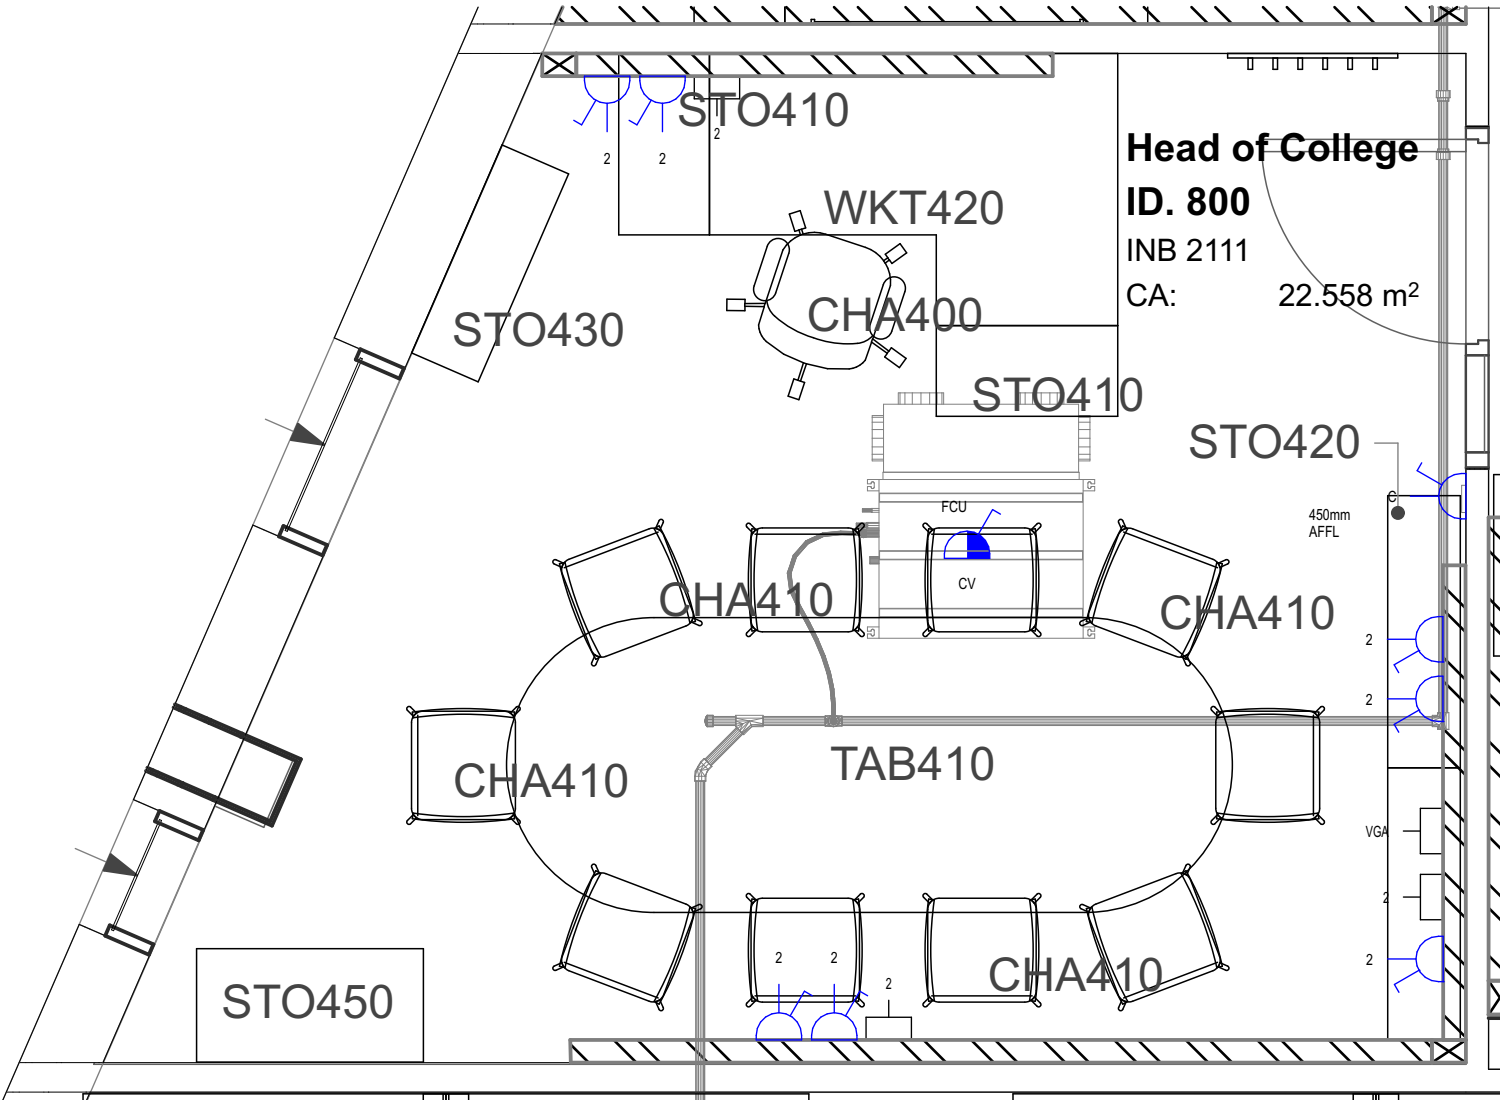 STO410
2
2
2
Head of College
ID. 800
INB 2111
CA: 22.558 m²
WKT420
CHA400
STO430
STO410
STO420
C
450mm
AFFL
FCU
CV
CHA410
CHA410
2
2
TAB410
CHA410
VGA
2
2
2
2
2
CHA410
STO450